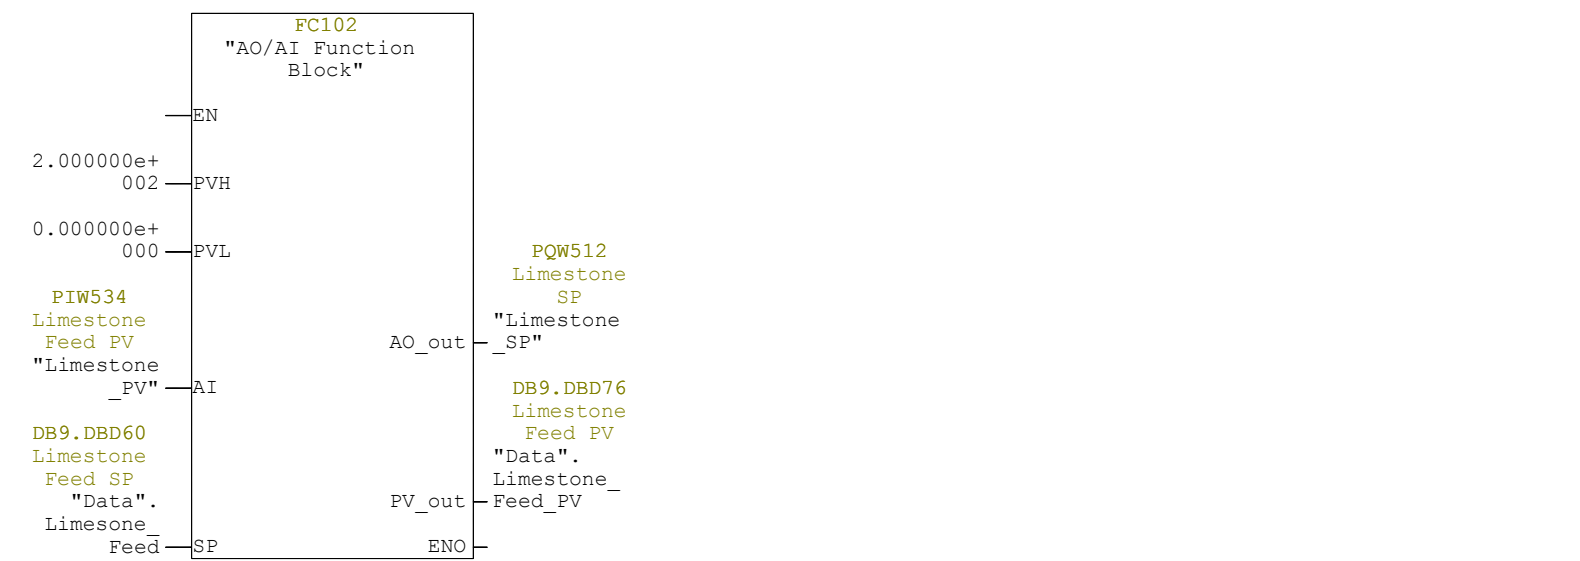 FC102
"AO/AI Function
Block"
EN
2.000000e+
002
PVH
0.000000e+
000
PVL
PIW534
Limestone
Feed PV
"Limestone
_PV"
AI
DB9.DBD60
Limestone
Feed SP
"Data".
Limesone_
Feed
SP
PQW512
Limestone
SP
"Limestone
_SP"
AO_out
DB9.DBD76
Limestone
Feed PV
"Data".
Limestone_
Feed_PV
PV_out
ENO